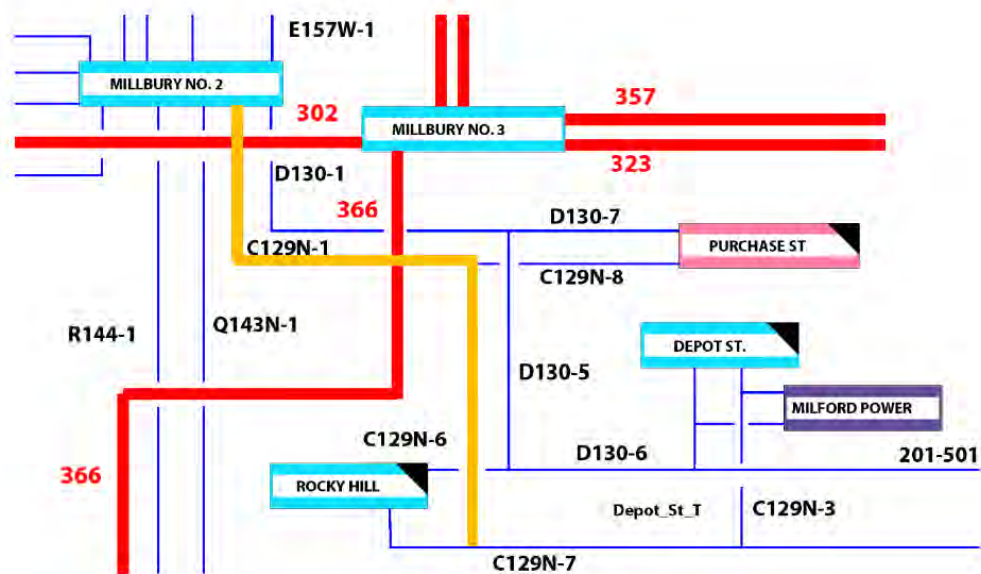 E157W-1
MILLBURY NO. 2
302
MILLBURY NO. 3
357
323
D130-1
366
D130-7
C129N-1
PURCHASE ST
C129N-8
R144-1
Q143N-1
DEPOT ST.
D130-5
MILFORD POWER
C129N-6
D130-6
201-501
366
ROCKY HILL
Depot_St_T
C129N-3
C129N-7